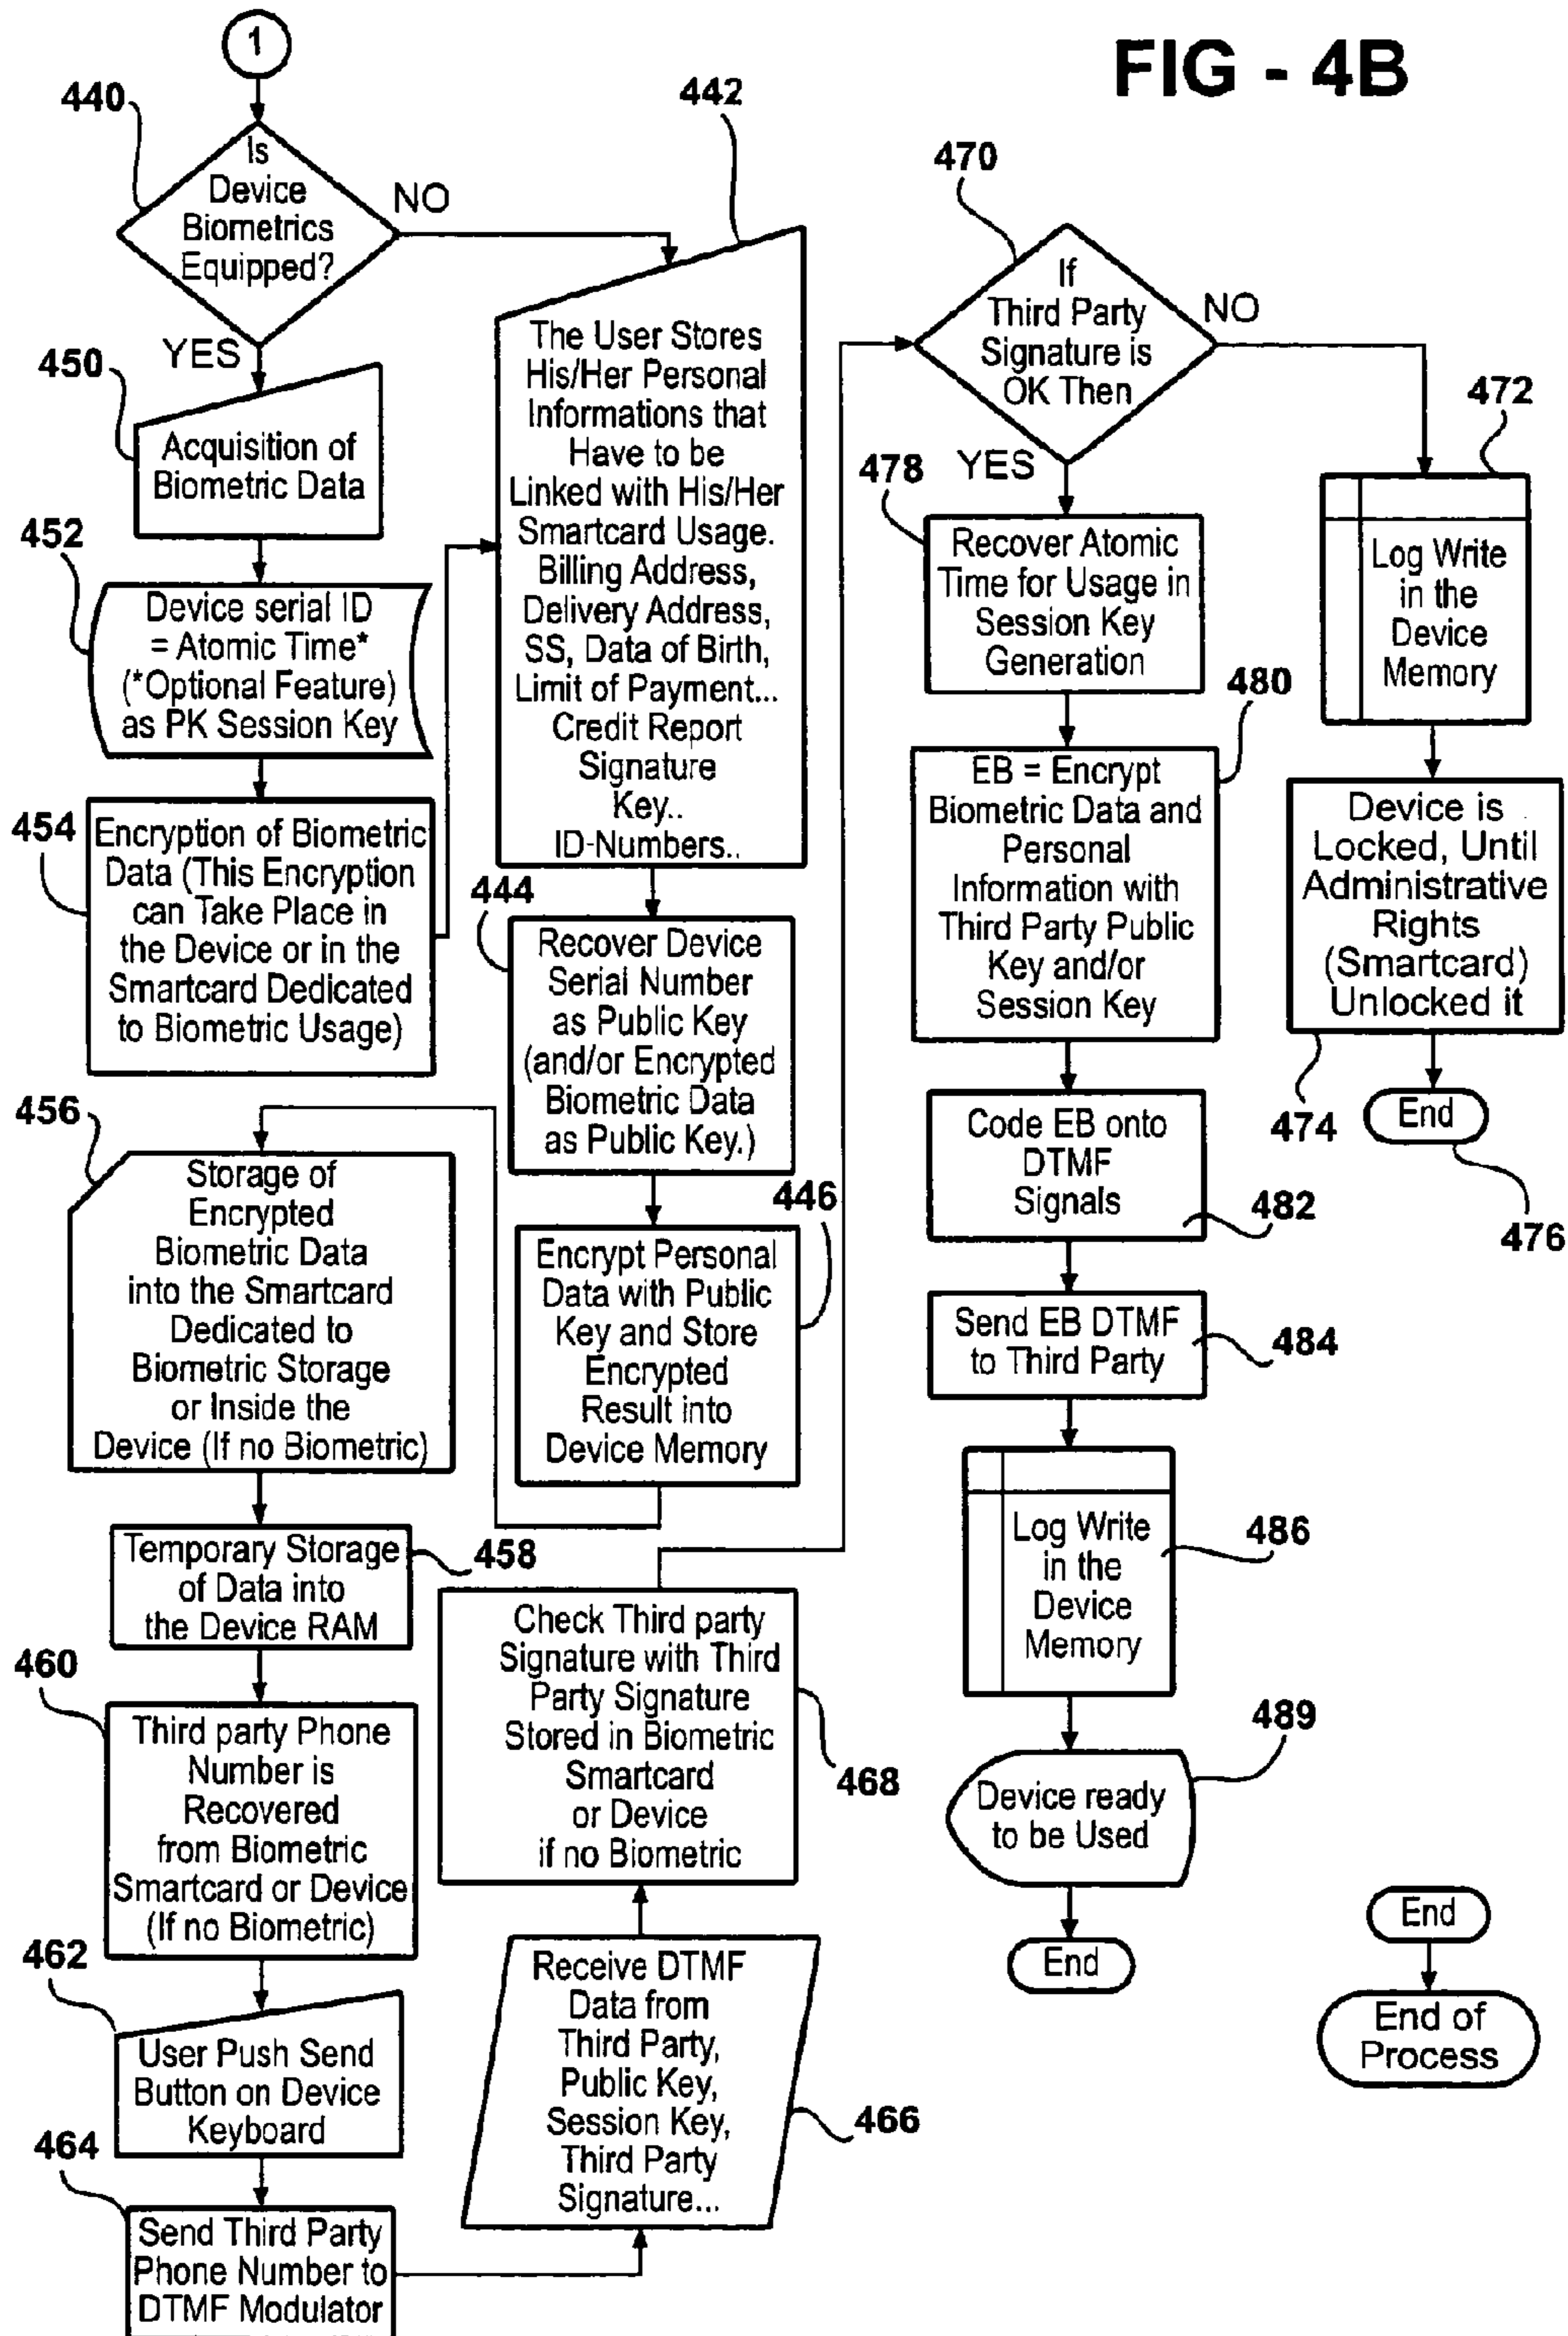 FIG - 4B
1
440
Is
Device
Biometrics
Equipped?
NO
YES
450
Acquisition of
Biometric Data
452
Device serial ID
= Atomic Time*
(*Optional Feature)
as PK Session Key
454
Encryption of Biometric
Data (This Encryption
can Take Place in
the Device or in the
Smartcard Dedicated
to Biometric Usage)
442
The User Stores
His/Her Personal
Informations that
Have to be
Linked with His/Her
Smartcard Usage.
Billing Address,
Delivery Address,
SS, Data of Birth,
Limit of Payment...
Credit Report
Signature
Key..
ID-Numbers..
444
Recover Device
Serial Number
as Public Key
(and/or Encrypted
Biometric Data
as Public Key.)
446
Encrypt Personal
Data with Public
Key and Store
Encrypted
Result into
Device Memory
456
Storage of
Encrypted
Biometric Data
into the Smartcard
Dedicated to
Biometric Storage
or Inside the
Device (If no Biometric)
Temporary Storage
of Data into
the Device RAM
458
460
Third party Phone
Number is
Recovered
from Biometric
Smartcard or Device
(If no Biometric)
462
User Push Send
Button on Device
Keyboard
464
Send Third Party
Phone Number to
DTMF Modulator
Receive DTMF
Data from
Third Party,
Public Key,
Session Key,
Third Party
Signature...
466
Check Third party
Signature with Third
Party Signature
Stored in Biometric
Smartcard
or Device
if no Biometric
468
470
If
Third Party
Signature is
OK Then
NO
YES
472
Log Write
in the
Device
Memory
Device is
Locked, Until
Administrative
Rights
(Smartcard)
Unlocked it
474
End
476
478
Recover Atomic
Time for Usage in
Session Key
Generation
480
EB = Encrypt
Biometric Data and
Personal
Information with
Third Party Public
Key and/or
Session Key
Code EB onto
DTMF
Signals
482
Send EB DTMF
to Third Party
484
Log Write
in the
Device
Memory
486
489
Device ready
to be Used
End
End
End of
Process